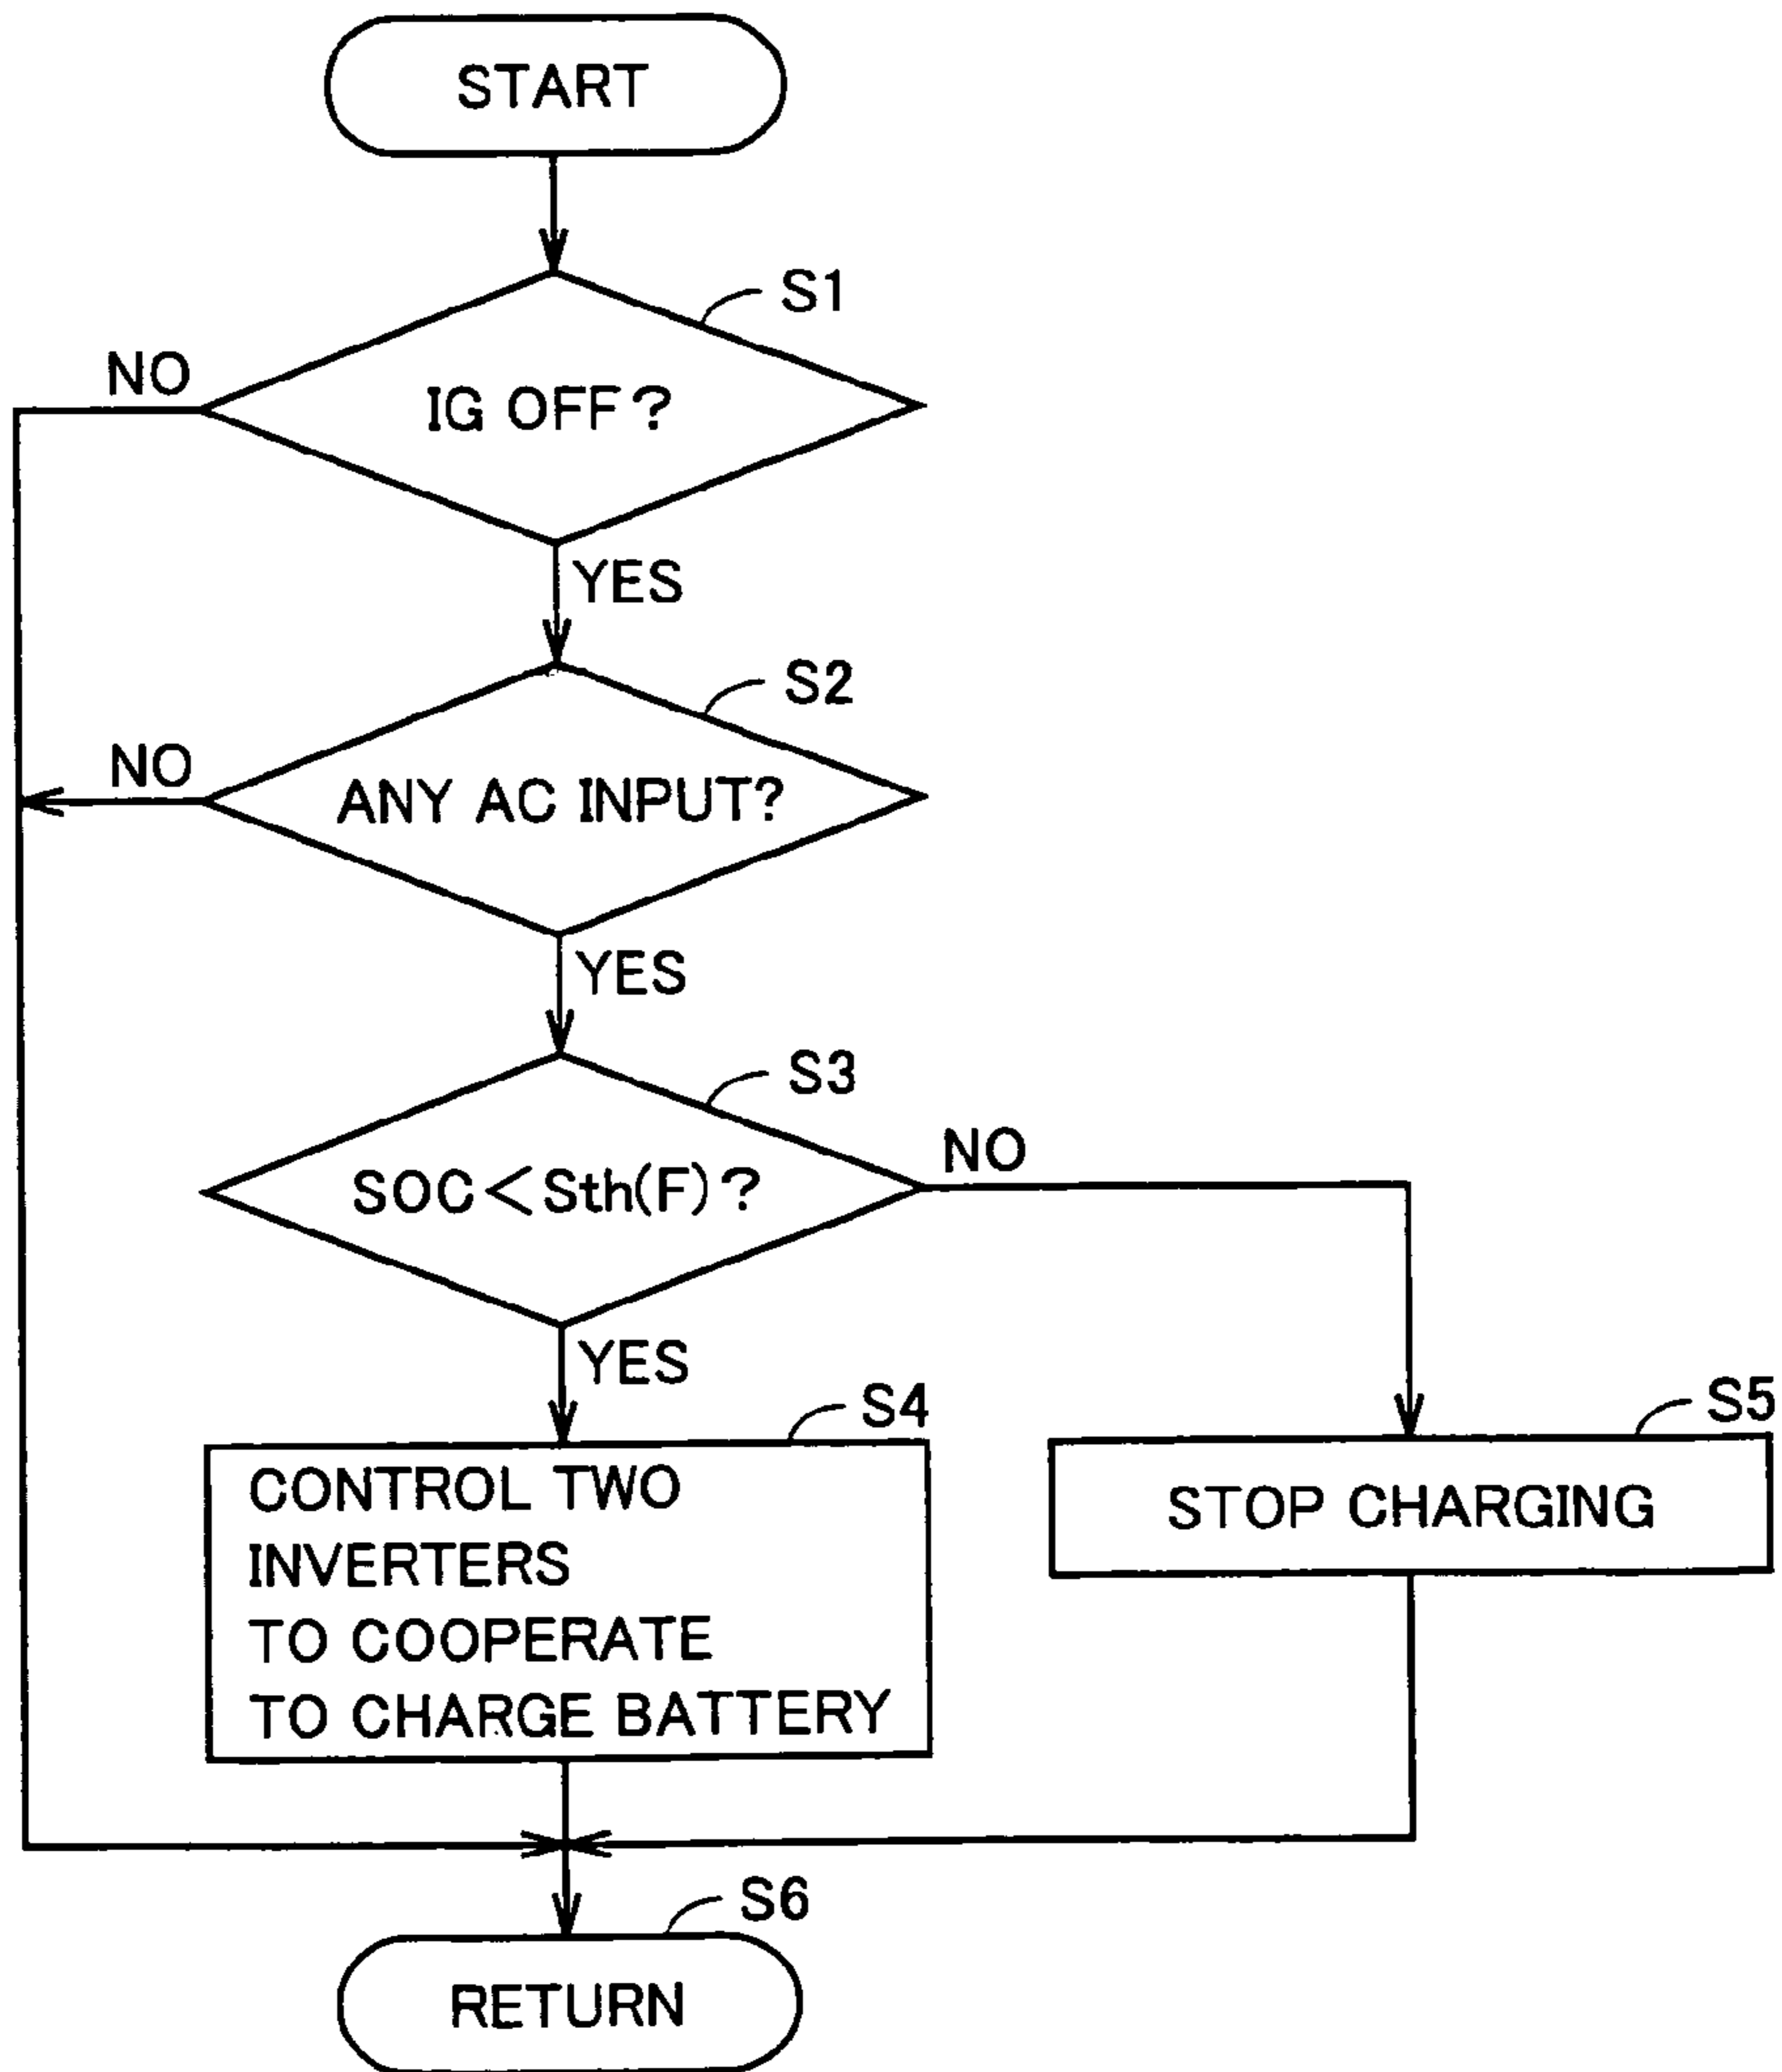 START
S1
NO
IG OFF?
YES
S2
NO
ANY AC INPUT?
YES
S3
NO
SOC<Sth(F)?
YES
S4
S5
CONTROL TWO
INVERTERS
TO COOPERATE
TO CHARGE BATTERY
STOP CHARGING
S6
RETURN